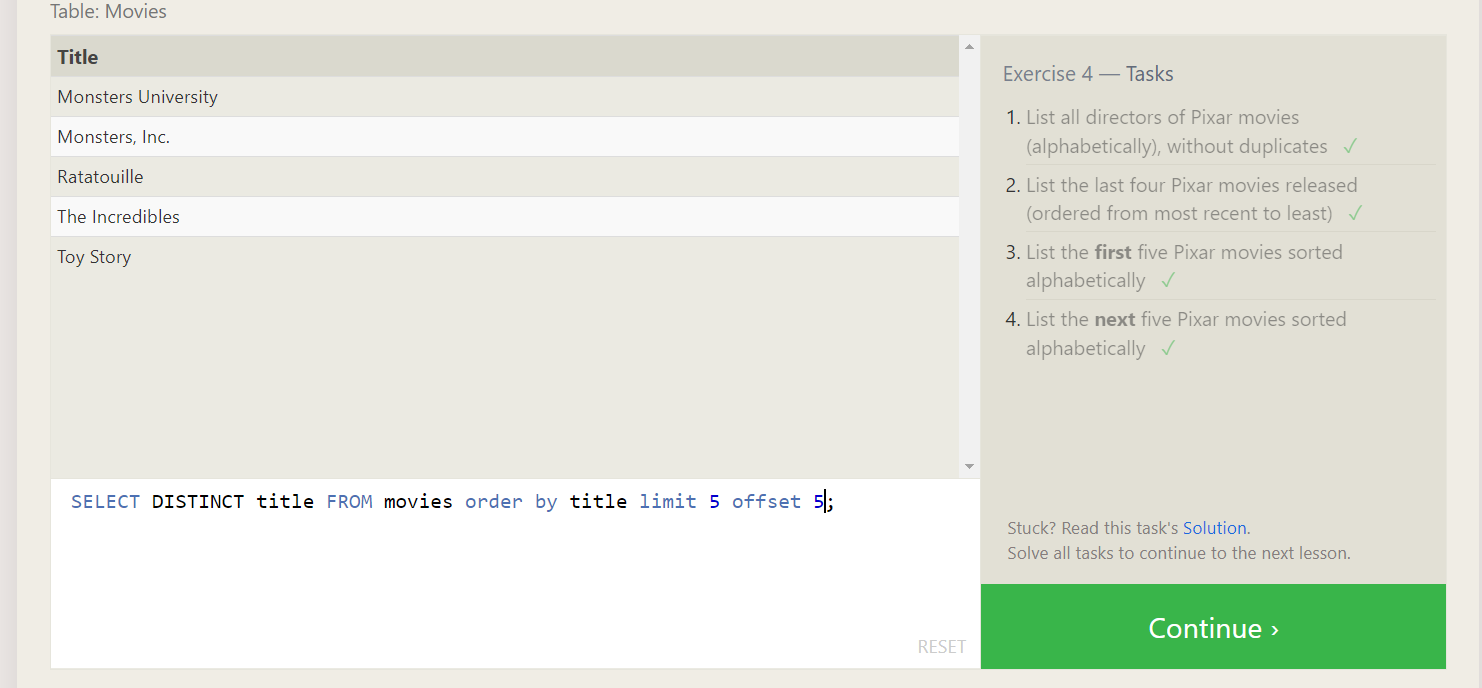 Table: Movies
Title
Monsters University
Monsters, Inc.
Ratatouille
The Incredibles
Toy Story
SELECT DISTINCT title FROM movies order by title limit 5 offset 5;
RESET
Exercise 4 — Tasks
1. List all directors of Pixar movies
(alphabetically), without duplicates ✓
2. List the last four Pixar movies released
(ordered from most recent to least) ✓
3. List the first five Pixar movies sorted
alphabetically ✓
4. List the next five Pixar movies sorted
alphabetically ✓
Stuck? Read this task's Solution.
Solve all tasks to continue to the next lesson.
Continue ›